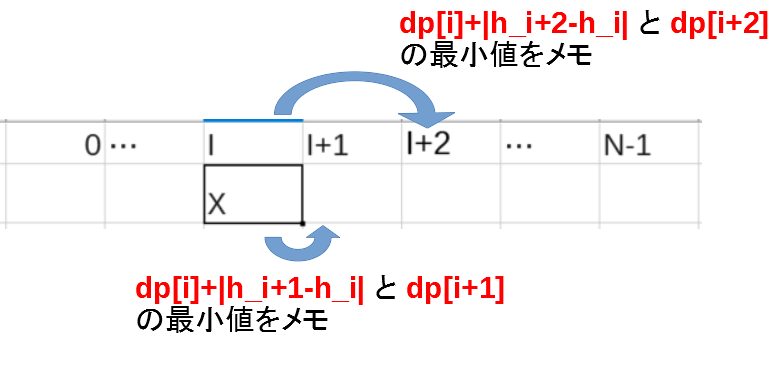 dp[i]+|h_i+2-h_i| と dp[i+2]
の最小値をメモ
0 … I I+1 I+2 … N-1
X
dp[i]+|h_i+1-h_i| と dp[i+1]
の最小値をメモ